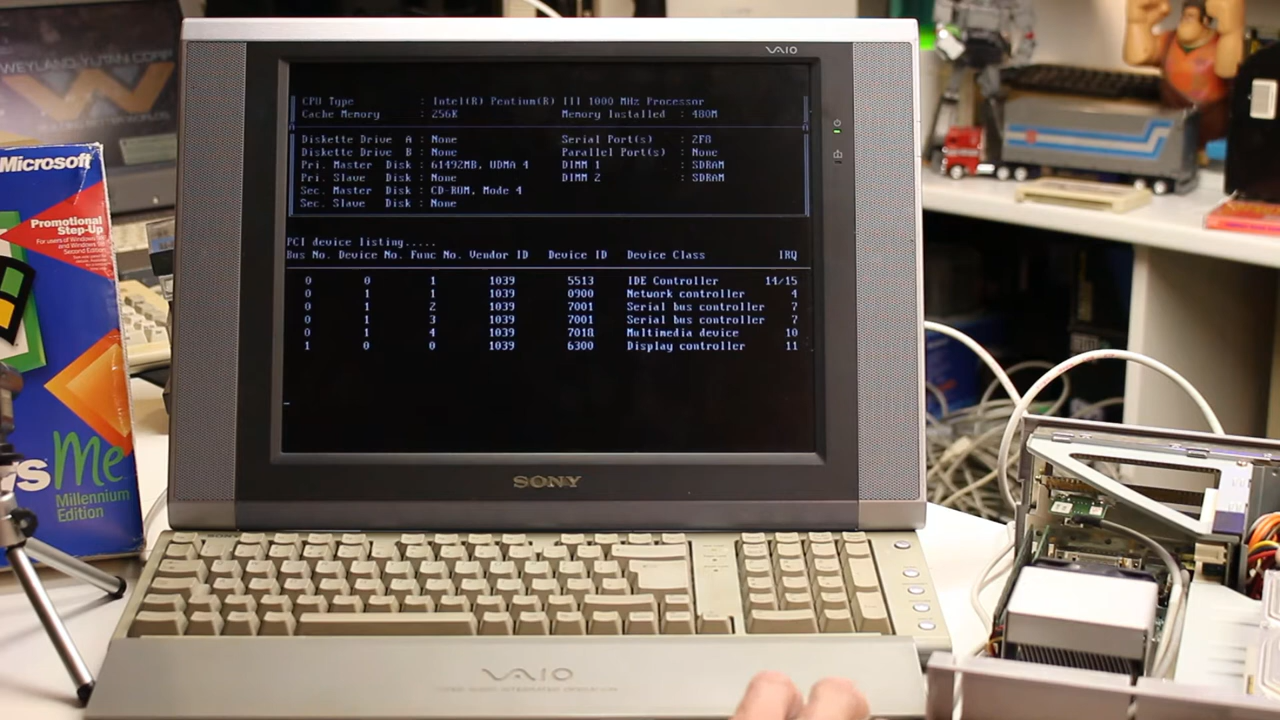 WEYLAND-YUTANI CORP
VAIO
Microsoft
Promotional
Step-Up
CPU Type : Intel(R) Pentium(R) III 1000 MHz Processor
Cache Memory : 256K Memory Installed : 480M
Diskette Drive A : None Serial Port(s) : 2F8
Diskette Drive B : None Parallel Port(s) : None
Pri. Master Disk : 61492MB, UDMA 4 DIMM 1 : SDRAM
Pri. Slave Disk : None DIMM 2 : SDRAM
Sec. Master Disk : CD-ROM, Mode 4
Sec. Slave Disk : None
PCI device listing.....
Bus No. Device No. Func No. Vendor ID Device ID Device Class IRQ
0 0 1 1039 5513 IDE Controller 14/15
0 1 1 1039 0900 Network controller 4
0 1 2 1039 7001 Serial bus controller 7
0 1 3 1039 7001 Serial bus controller 7
0 1 4 1039 7018 Multimedia device 10
1 0 0 1039 6300 Display controller 11
ws Me
Millennium
Edition
SONY
SONY
VAIO